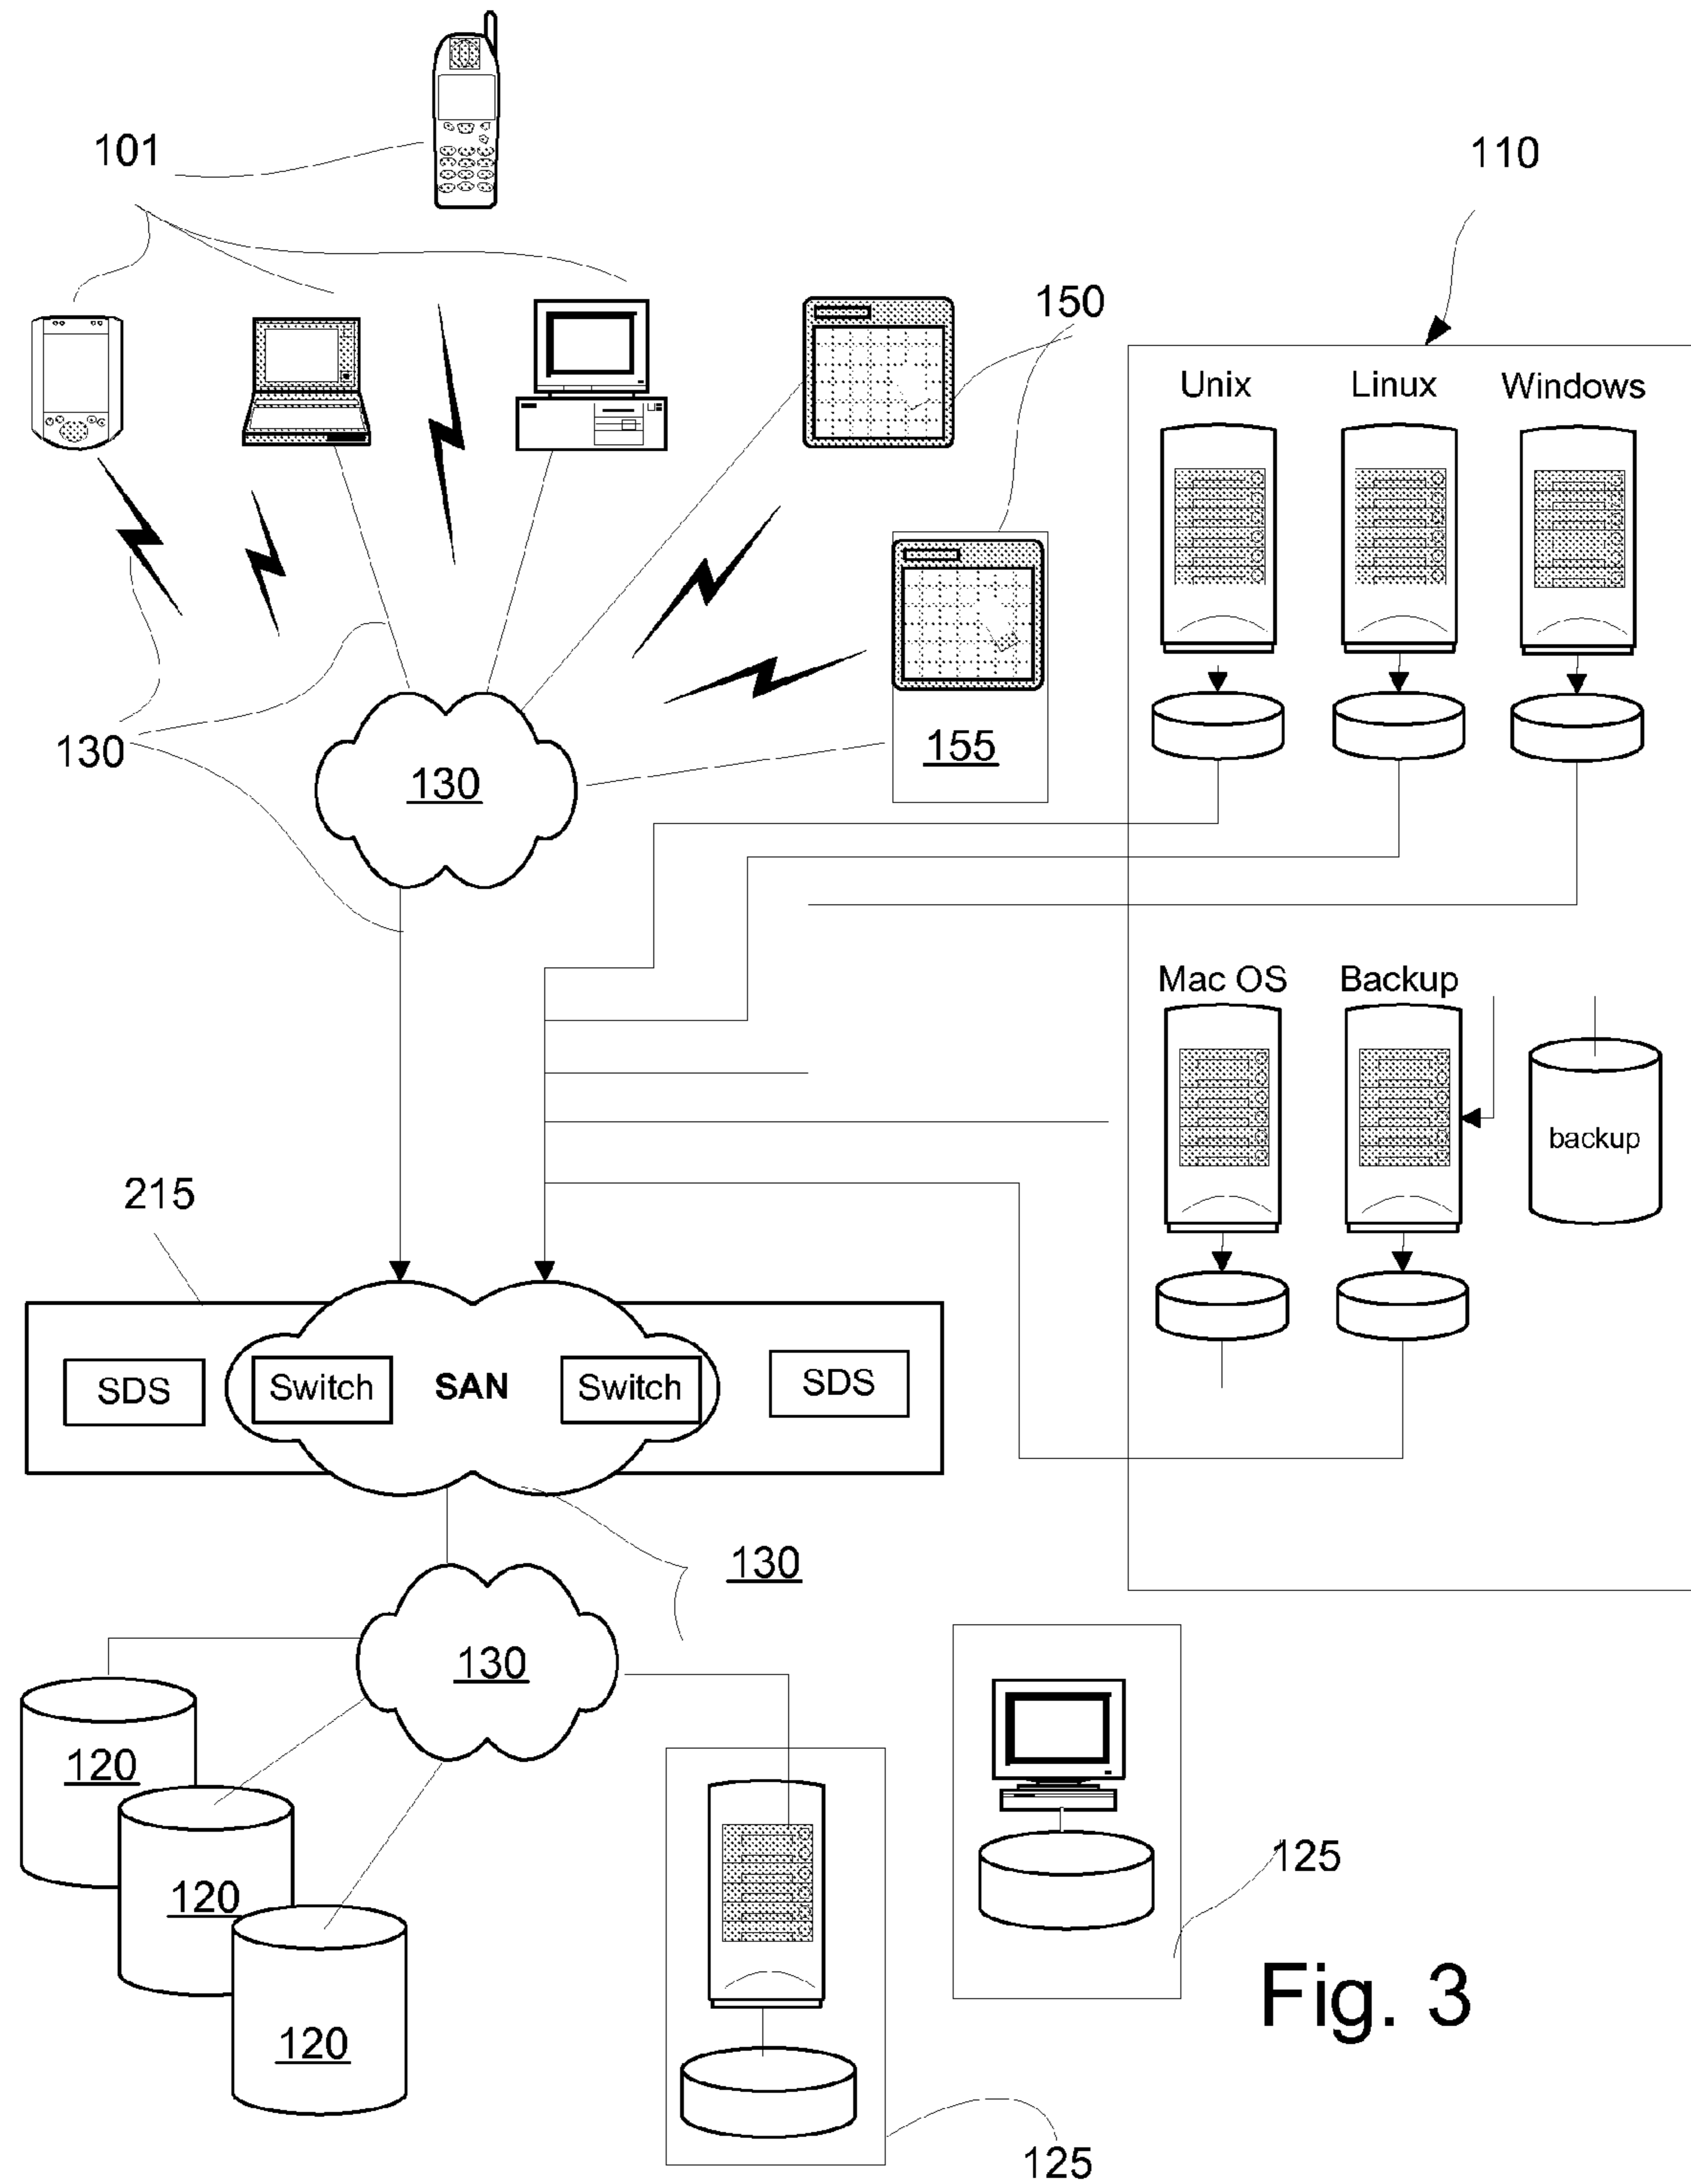 101
110
150
Unix Linux Windows
130
130
155
Mac OS Backup
backup
215
SDS Switch SAN Switch SDS
130
130
120
120
120
125
125
Fig. 3